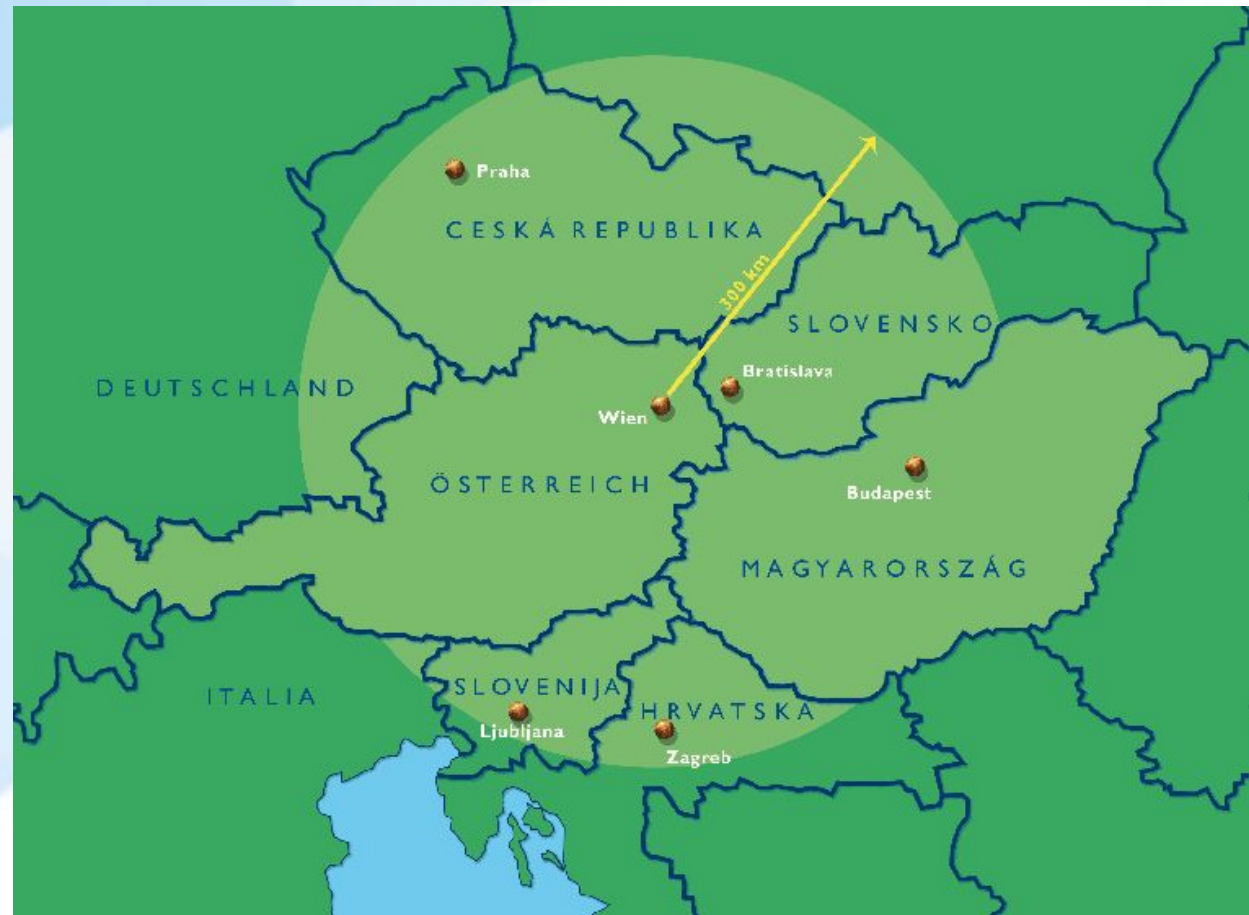 Praha
CESKÁ REPUBLIKA
300 km
SLOVENSKO
DEUTSCHLAND
Bratislava
Wien
ÖSTERREICH
Budapest
MAGYARORSZÁG
SLOVENIJA
ITALIA
HRVATSKA
Ljubljana
Zagreb